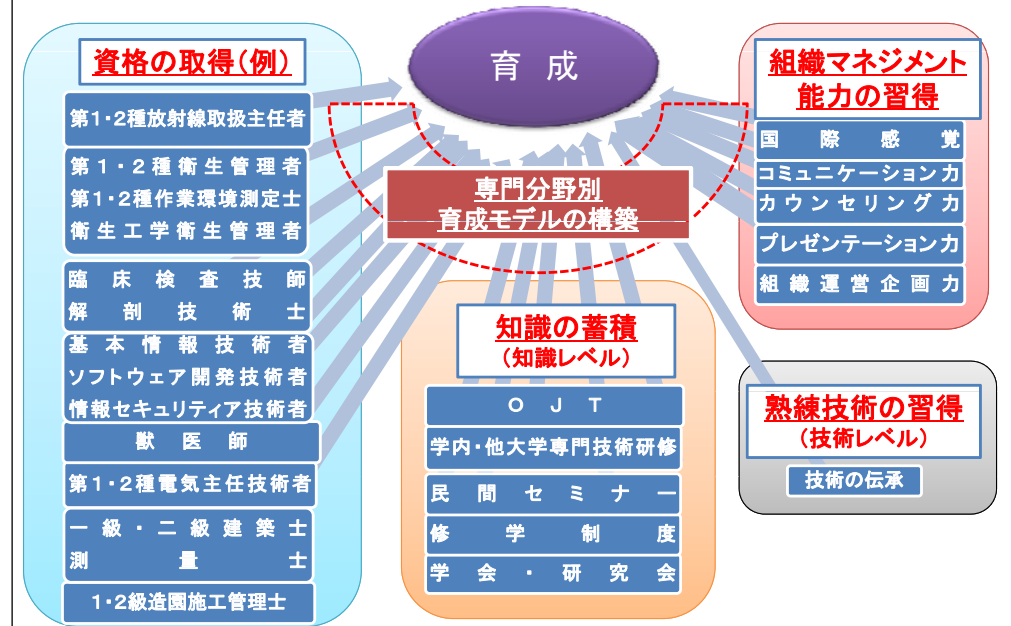 育成
資格の取得（例）
第１・２種放射線取扱主任者
第１・２種衛生管理者
第１・２種作業環境測定士
衛生工学衛生管理者
臨床検査技師
解剖技術士
基本情報技術者
ソフトウェア開発技術者
情報セキュリティア技術者
獣医師
第１・２種電気主任技術者
一級・二級建築士
測量士
１・２級造園施工管理士
専門分野別
育成モデルの構築
知識の蓄積
（知識レベル）
ＯＪＴ
学内・他大学専門技術研修
民間セミナー
修学制度
学会・研究会
組織マネジメント
能力の習得
国際感覚
コミュニケーション力
カウンセリング力
プレゼンテーション力
組織運営企画力
熟練技術の習得
（技術レベル）
技術の伝承